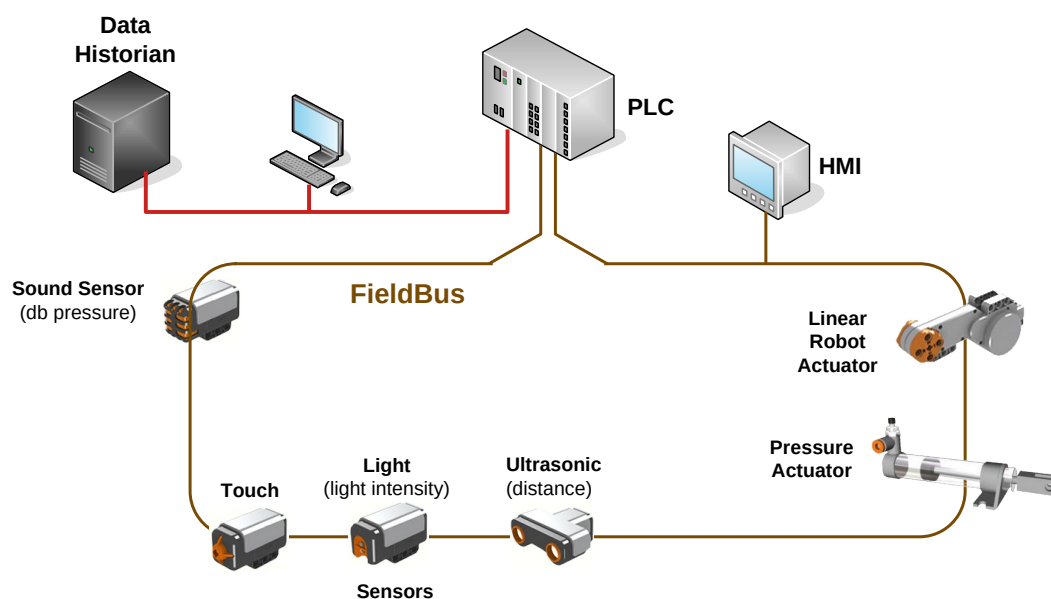 Data
Historian
PLC
HMI
Sound Sensor
(db pressure)
FieldBus
Linear
Robot
Actuator
Pressure
Actuator
Touch
Light
(light intensity)
Ultrasonic
(distance)
Sensors